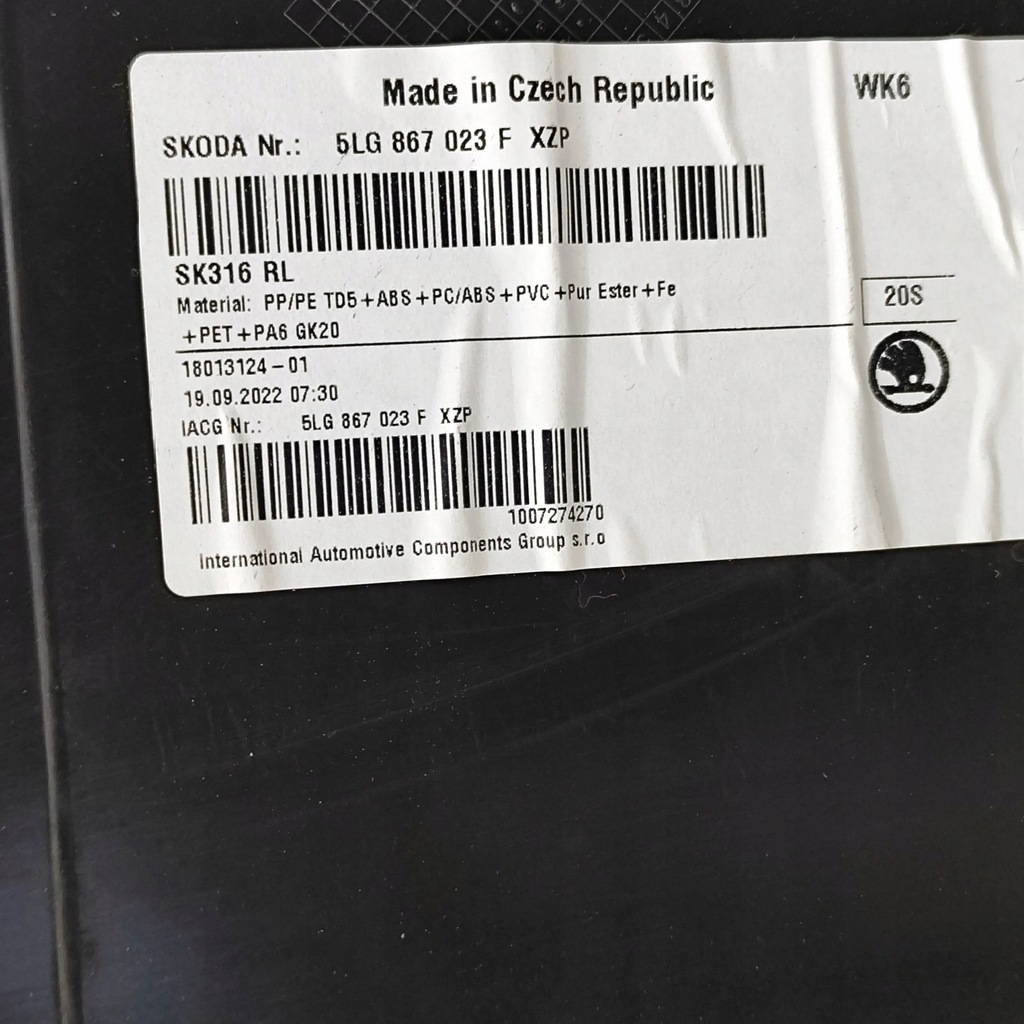 Made in Czech Republic
WK6
SKODA Nr.: 5LG 867 023 F XZP
SK316 RL
Material: PP/PE TD5+ABS+PC/ABS+PVC+Pur Ester+Fe
+PET+PA6 GK20
20S
18013124-01
19.09.2022 07:30
IACG Nr.: 5LG 867 023 F XZP
1007274270
International Automotive Components Group s.r.o